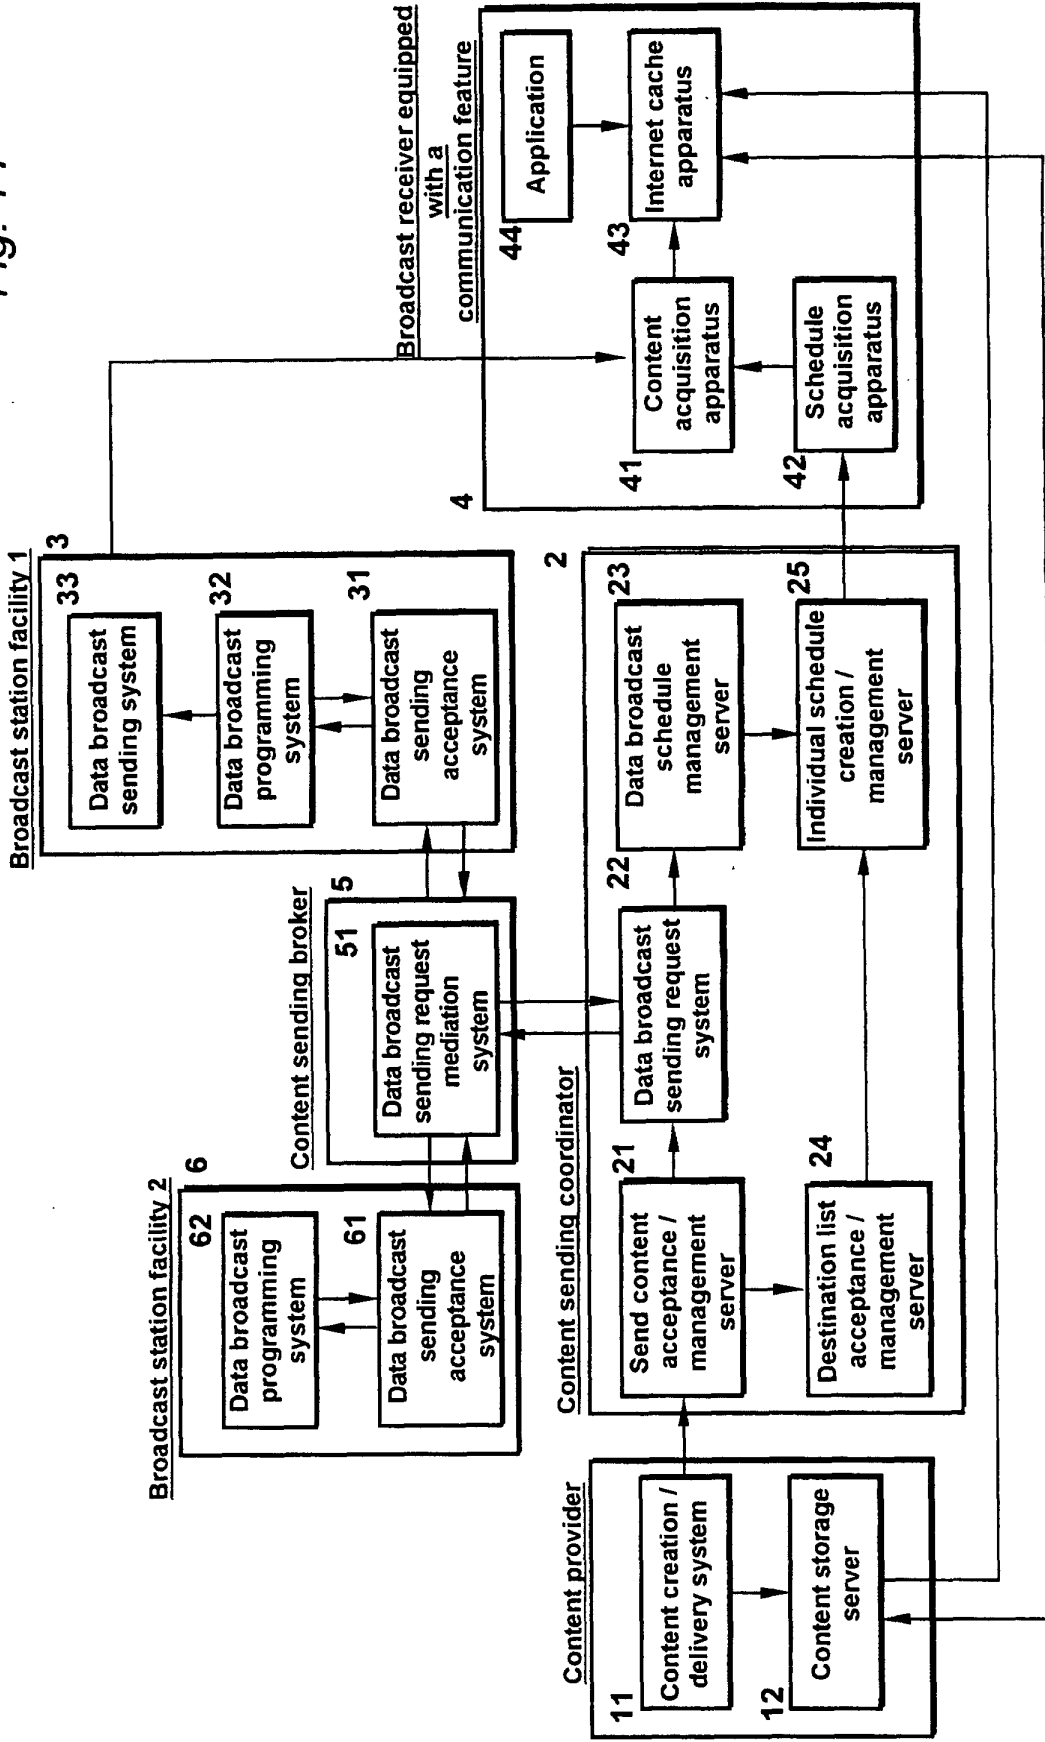 Fig.
Broadcast station facility 1
3
33
Data broadcast
sending system
32
Data broadcast
programming
system
31
Data broadcast
sending
acceptance
system
Broadcast station facility 2
6
62
Data broadcast
programming
system
61
Data broadcast
sending
acceptance
system
Content sending broker
5
51
Data broadcast
sending request
mediation
system
Broadcast receiver equipped
with a
communication feature
4
44
Application
43
Internet cache
apparatus
41
Content
acquisition
apparatus
42
Schedule
acquisition
apparatus
Content provider
11
Content creation /
delivery system
12
Content storage
server
Content sending coordinator
2
21
Send content
acceptance /
management
server
22
Data broadcast
sending request
system
23
Data broadcast
schedule
management
server
24
Destination list
acceptance /
management
server
25
Individual schedule
creation /
management
server